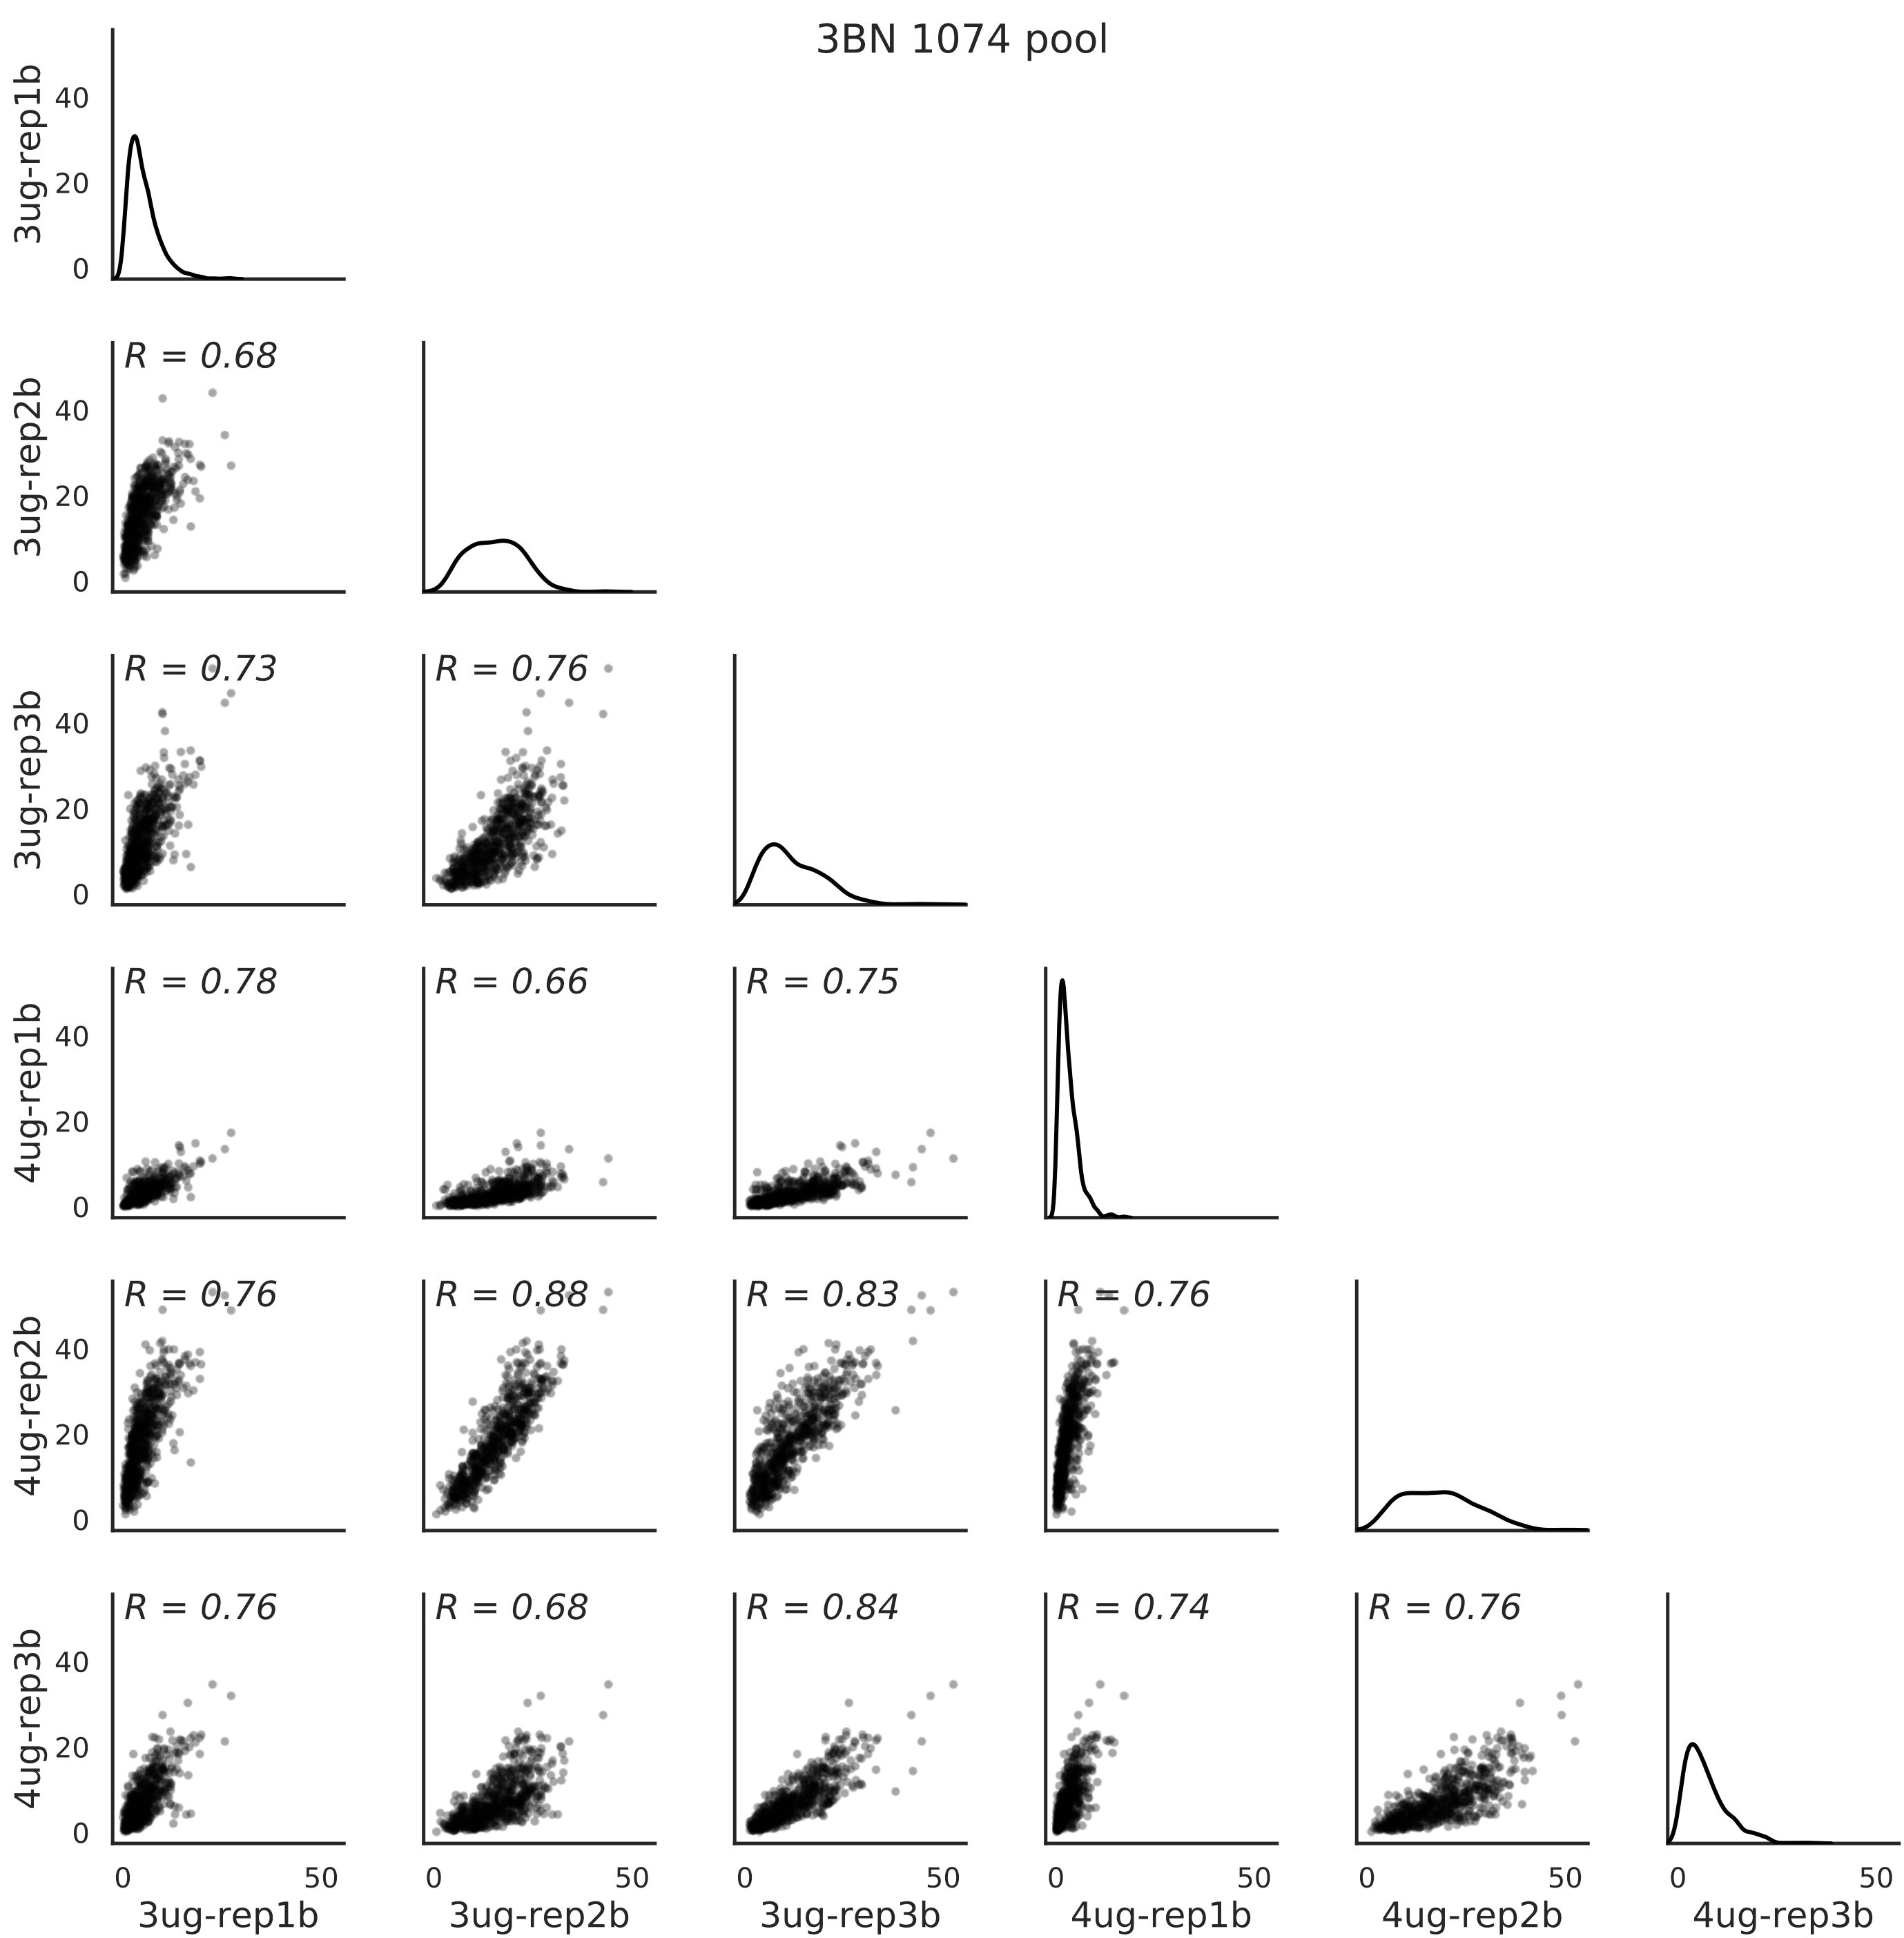 3BN 1074 pool
3ug-rep1b
40
20
0
3ug-rep2b
40
20
0
R = 0.68
3ug-rep3b
40
20
0
R = 0.73
R = 0.76
4ug-rep1b
40
20
0
R = 0.78
R = 0.66
R = 0.75
4ug-rep2b
40
20
0
R = 0.76
R = 0.88
R = 0.83
R = 0.76
4ug-rep3b
40
20
0
R = 0.76
R = 0.68
R = 0.84
R = 0.74
R = 0.76
0 50 0 50 0 50 0 50 0 50 0 50
3ug-rep1b 3ug-rep2b 3ug-rep3b 4ug-rep1b 4ug-rep2b 4ug-rep3b